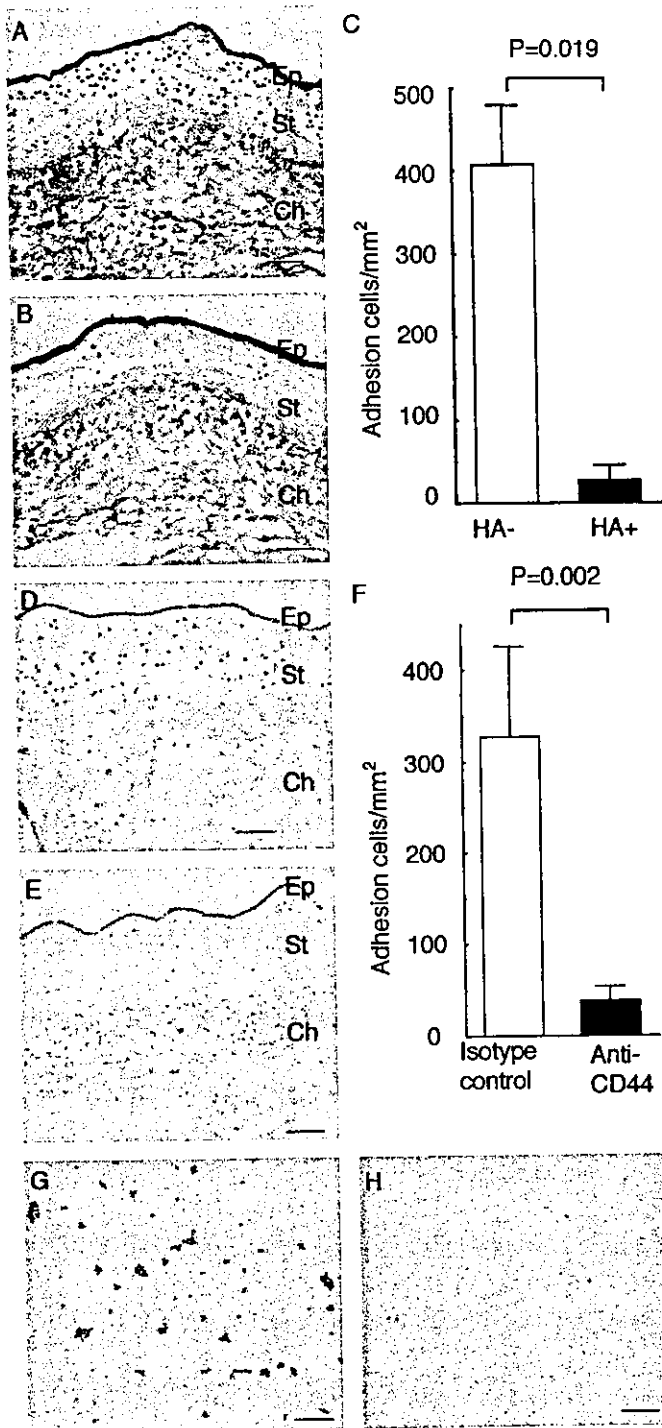 A
Ep
St
Ch
B
Ep
St
Ch
C
P=0.019
Adhesion cells/mm²
500
400
300
200
100
0
HA-
HA+
D
Ep
St
Ch
E
Ep
St
Ch
F
P=0.002
Adhesion cells/mm²
400
300
200
100
0
Isotype
control
Anti-
CD44
G
H